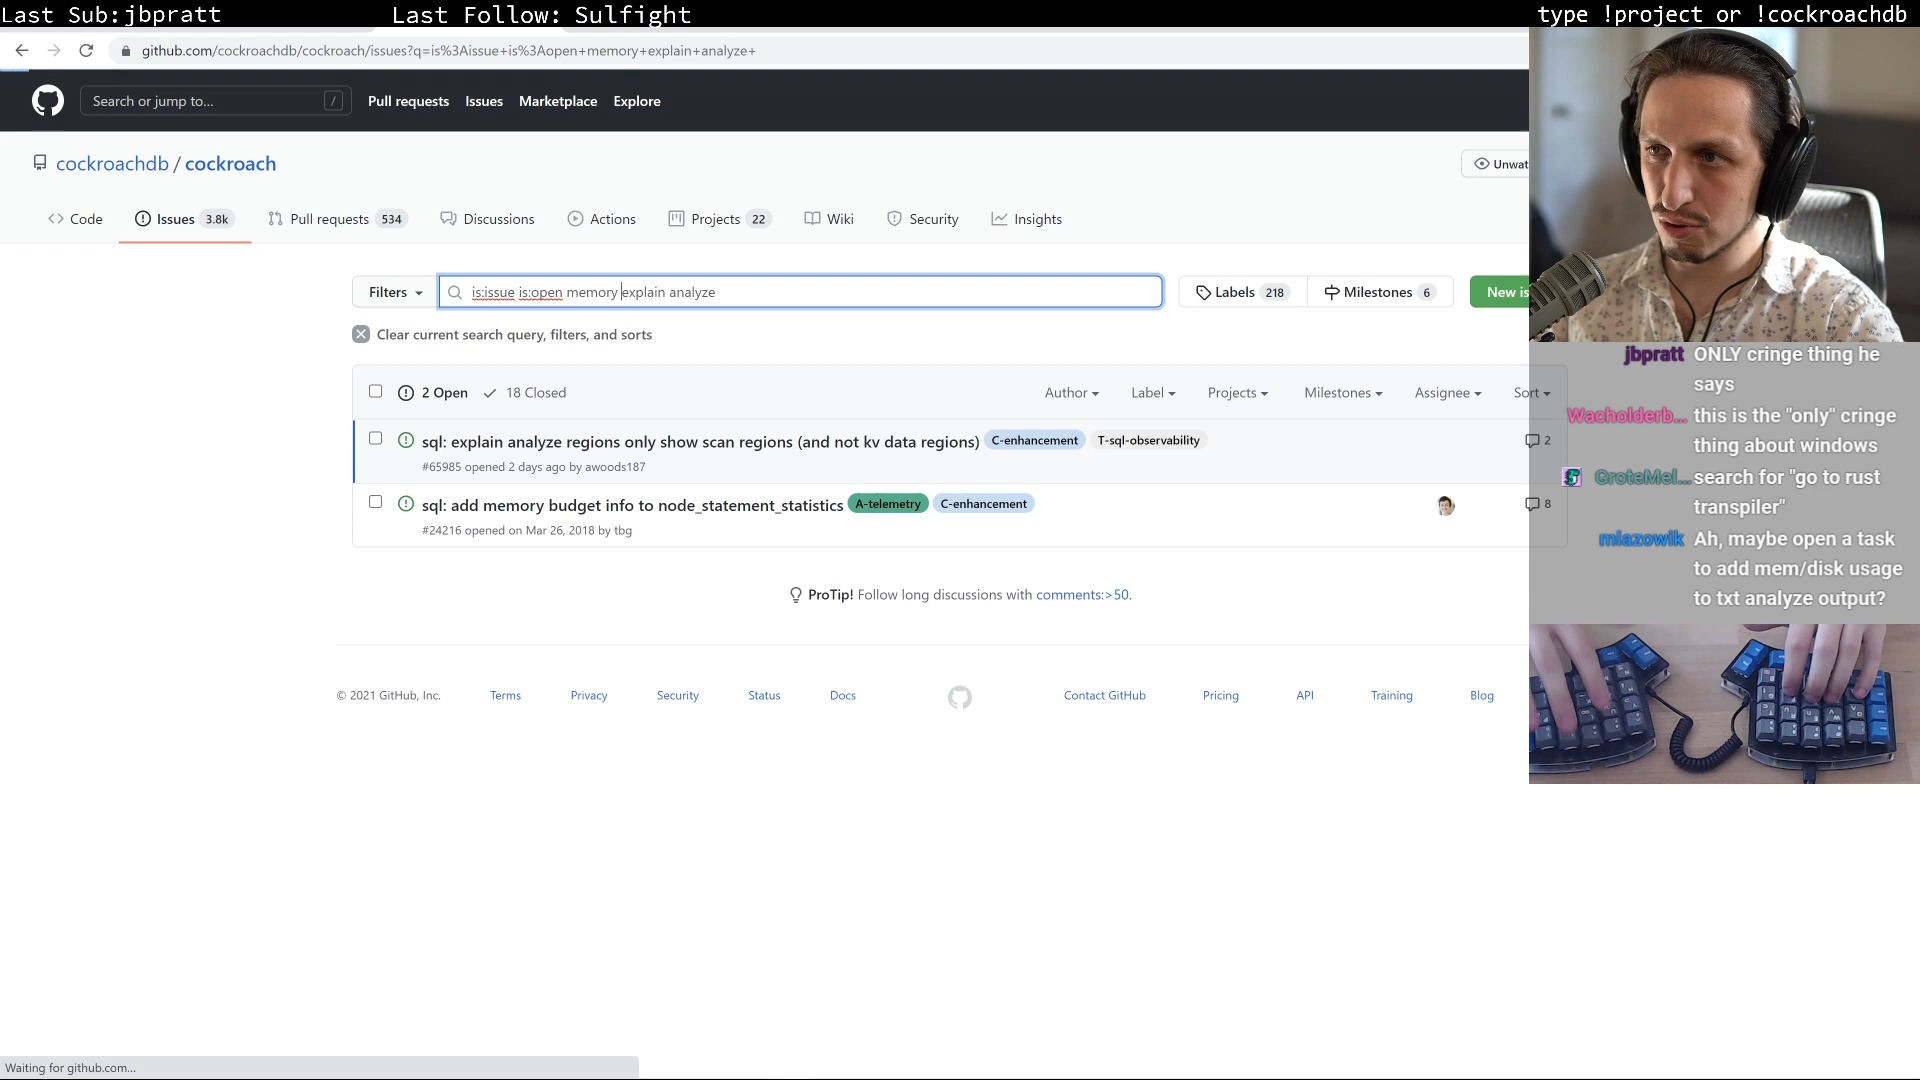 Last Sub:jbpratt
Last Follow: Sulfight
type !project or !cockroachdb
github.com/cockroachdb/cockroach/issues?q=is%3Aissue+is%3Aopen+memory+explain+analyze+
Search or jump to...
/
Pull requests
Issues
Marketplace
Explore
cockroachdb / cockroach
Unwat
Code
Issues 3.8k
Pull requests 534
Discussions
Actions
Projects 22
Wiki
Security
Insights
Filters
is:issue is:open memory explain analyze
Labels 218
Milestones 6
New is
Clear current search query, filters, and sorts
2 Open
18 Closed
Author
Label
Projects
Milestones
Assignee
Sort
sql: explain analyze regions only show scan regions (and not kv data regions) C-enhancement T-sql-observability
2
#65985 opened 2 days ago by awoods187
sql: add memory budget info to node_statement_statistics A-telemetry C-enhancement
8
#24216 opened on Mar 26, 2018 by tbg
ProTip! Follow long discussions with comments:>50.
© 2021 GitHub, Inc.
Terms
Privacy
Security
Status
Docs
Contact GitHub
Pricing
API
Training
Blog
jbpratt ONLY cringe thing he
says
Wacholderb... this is the "only" cringe
thing about windows
GroteMel... search for "go to rust
transpiler"
mlazowik Ah, maybe open a task
to add mem/disk usage
to txt analyze output?
Waiting for github.com...